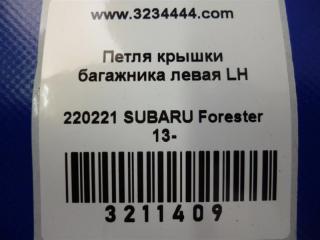 www.3234444.com
Петля крышки
багажника левая LH
220221 SUBARU Forester
13-
3211409